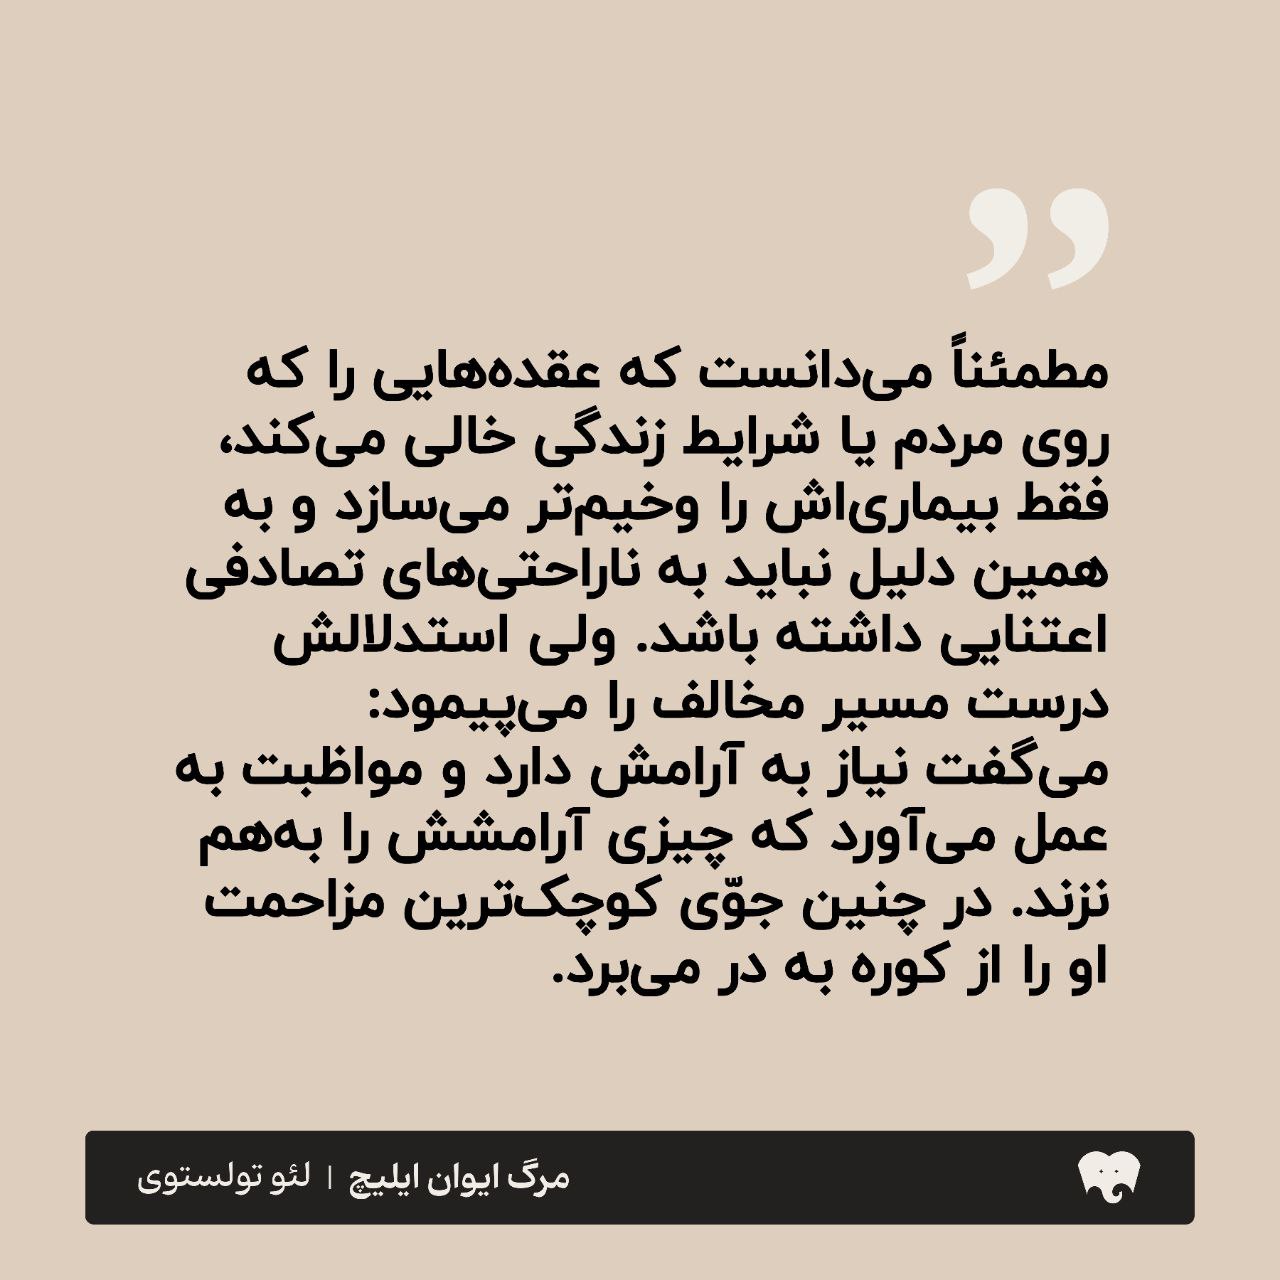 ”
مطمئناً می‌دانست که عقده‌هایی را که
روی مردم یا شرایط زندگی خالی می‌کند،
فقط بیماری‌اش را وخیم‌تر می‌سازد و به
همین دلیل نباید به ناراحتی‌های تصادفی
اعتنایی داشته باشد. ولی استدلالش
درست مسیر مخالف را می‌پیمود:
می‌گفت نیاز به آرامش دارد و مواظبت به
عمل می‌آورد که چیزی آرامشش را به‌هم
نزند. در چنین جوّی کوچک‌ترین مزاحمت
او را از کوره به در می‌برد.
مرگ ایوان ایلیچ | لئو تولستوی